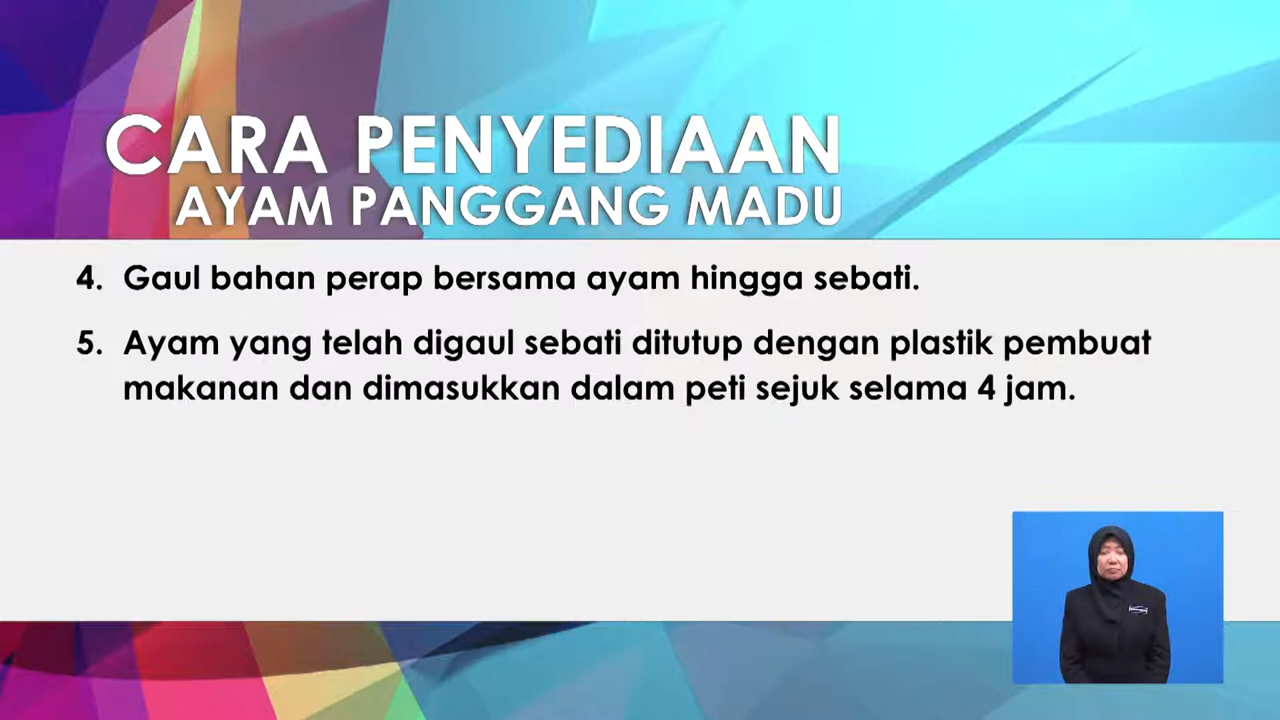 CARA PENYEDIAAN
AYAM PANGGANG MADU
4. Gaul bahan perap bersama ayam hingga sebati.
5. Ayam yang telah digaul sebati ditutup dengan plastik pembuat
makanan dan dimasukkan dalam peti sejuk selama 4 jam.